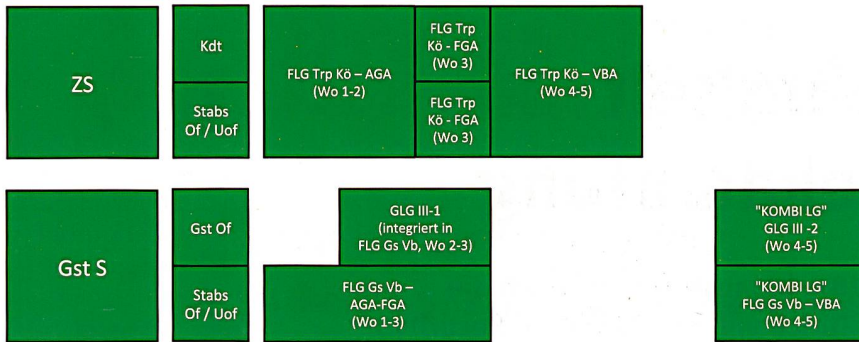 ZS
Kdt
Stabs
Of / Uof
FLG Trp Kö – AGA
(Wo 1-2)
FLG Trp
Kö - FGA
(Wo 3)
FLG Trp
Kö - FGA
(Wo 3)
FLG Trp Kö – VBA
(Wo 4-5)
Gst S
Gst Of
Stabs
Of / Uof
GLG III-1
(integriert in
FLG Gs Vb, Wo 2-3)
FLG Gs Vb –
AGA-FGA
(Wo 1-3)
"KOMBI LG"
GLG III -2
(Wo 4-5)
"KOMBI LG"
FLG Gs Vb – VBA
(Wo 4-5)